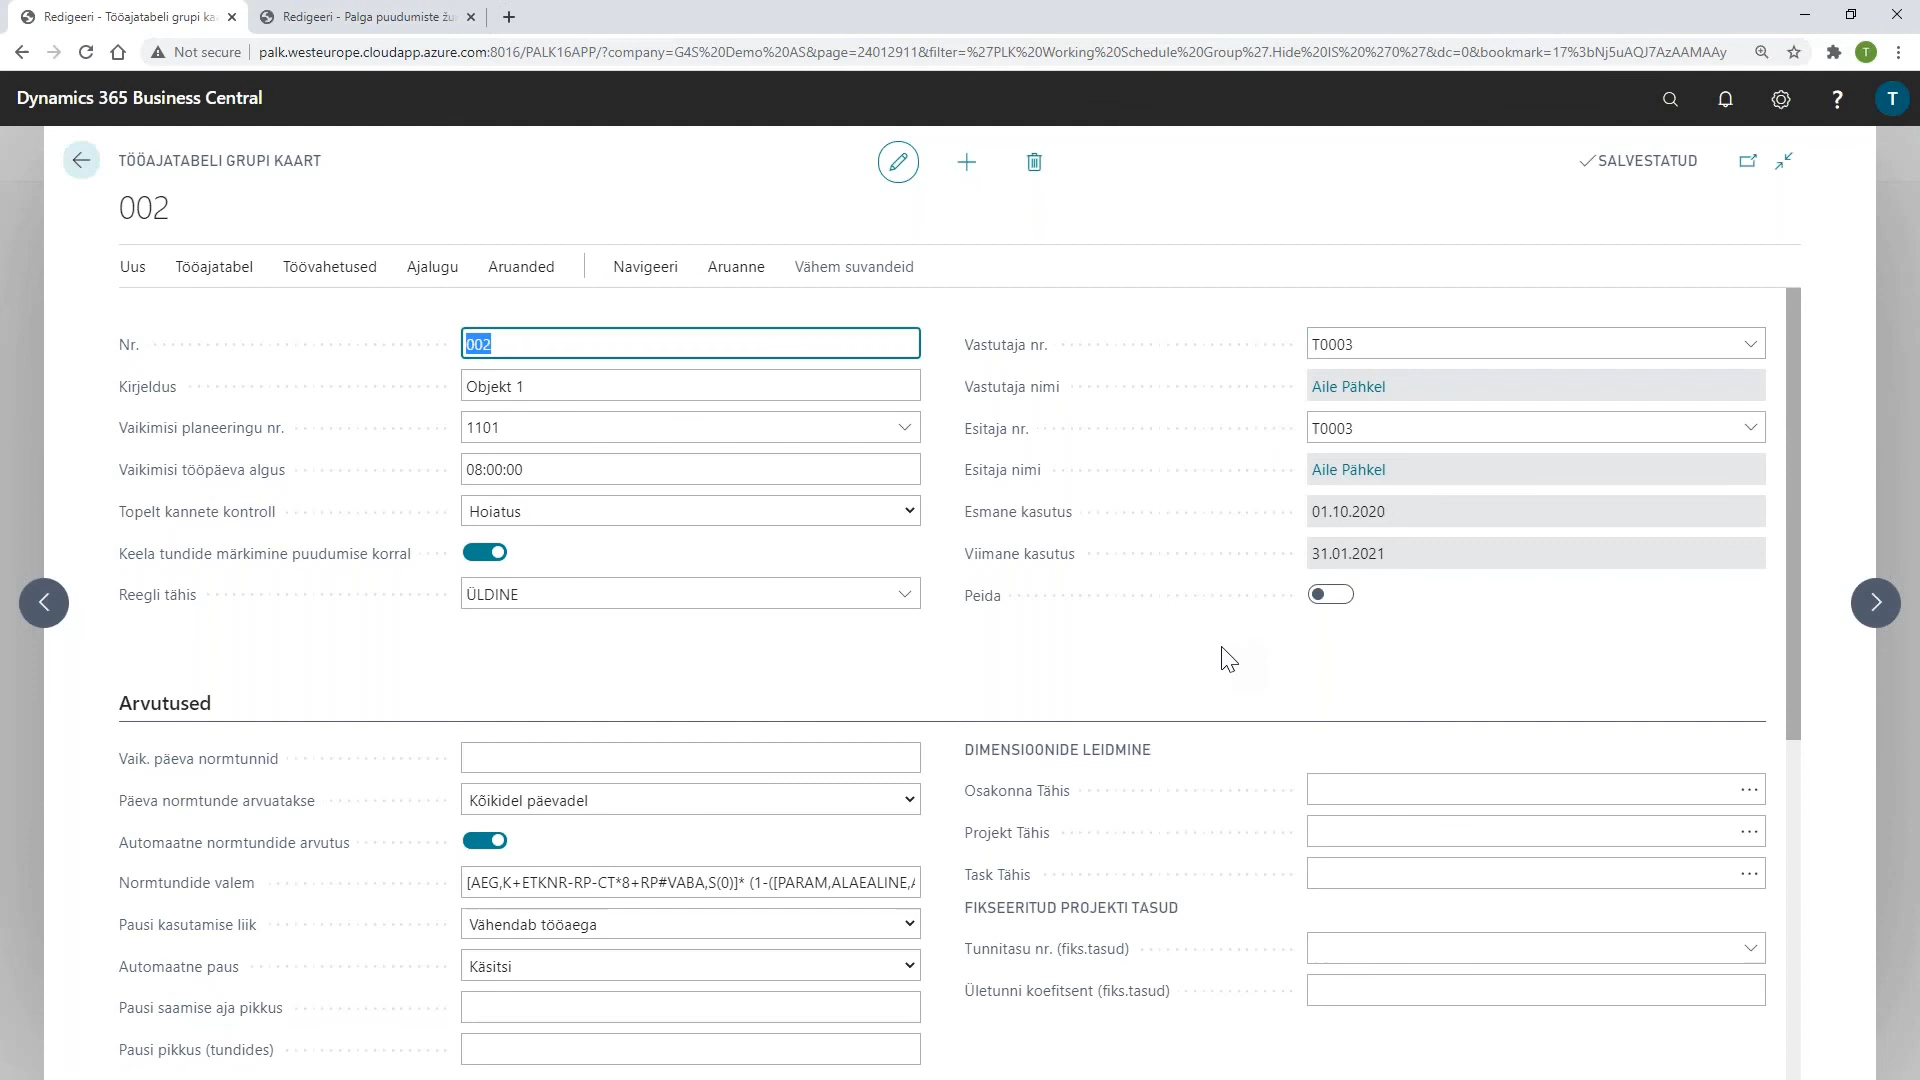 Redigeeri - Tööajatabeli grupi ka
Redigeeri - Palga puudumiste žu
Not secure
palk.westeurope.cloudapp.azure.com:8016/PALK16APP/?company=G4S%20Demo%20AS&page=24012911&filter=%27PLK%20Working%20Schedule%20Group%27.Hide%20IS%20%270%27&dc=0&bookmark=17%3bNj5uAQJ7AzAAMAAy
T
Dynamics 365 Business Central
?
T
TÖÖAJATABELI GRUPI KAART
SALVESTATUD
002
Uus Tööajatabel Töövahetused Ajalugu Aruanded Navigeeri Aruanne Vähem suvandeid
Nr. 002
Kirjeldus Objekt 1
Vaikimisi planeeringu nr. 1101
Vaikimisi tööpäeva algus 08:00:00
Topelt kannete kontroll Hoiatus
Keela tundide märkimine puudumise korral
Reegli tähis ÜLDINE
Vastutaja nr. T0003
Vastutaja nimi Aile Pähkel
Esitaja nr. T0003
Esitaja nimi Aile Pähkel
Esmane kasutus 01.10.2020
Viimane kasutus 31.01.2021
Peida
Arvutused
Vaik. päeva normtunnid
Päeva normtunde arvuatakse Kõikidel päevadel
Automaatne normtundide arvutus
Normtundide valem [AEG,K+ETKNR-RP-CT*8+RP#VABA,S(0)]* (1-([PARAM,ALAEALINE,
Pausi kasutamise liik Vähendab tööaega
Automaatne paus Käsitsi
Pausi saamise aja pikkus
Pausi pikkus (tundides)
DIMENSIOONIDE LEIDMINE
Osakonna Tähis
Projekt Tähis
Task Tähis
FIKSEERITUD PROJEKTI TASUD
Tunnitasu nr. (fiks.tasud)
Ületunni koefitsent (fiks.tasud)